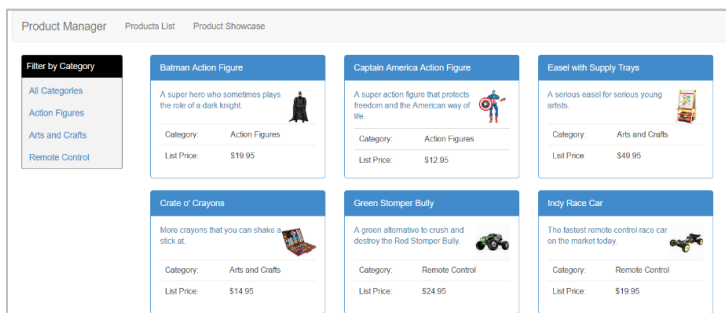 Product Manager Products List Product Showcase
Filter by Category
All Categories
Action Figures
Arts and Crafts
Remote Control
Batman Action Figure
A super hero who sometimes plays
the role of a dark knight.
Category: Action Figures
List Price: $19.95
Captain America Action Figure
A super action figure that protects
freedom and the American way of
life
Category: Action Figures
List Price: $12.95
Easel with Supply Trays
A serious easel for serious young
artists.
Category: Arts and Crafts
List Price: $49.95
Crate o' Crayons
More crayons that you can shake a
stick at.
Category: Arts and Crafts
List Price: $14.95
Green Stomper Bully
A green alternative to crush and
destroy the Red Stomper Bully.
Category: Remote Control
List Price: $24.95
Indy Race Car
The fastest remote control race car
on the market today.
Category: Remote Control
List Price: $19.95